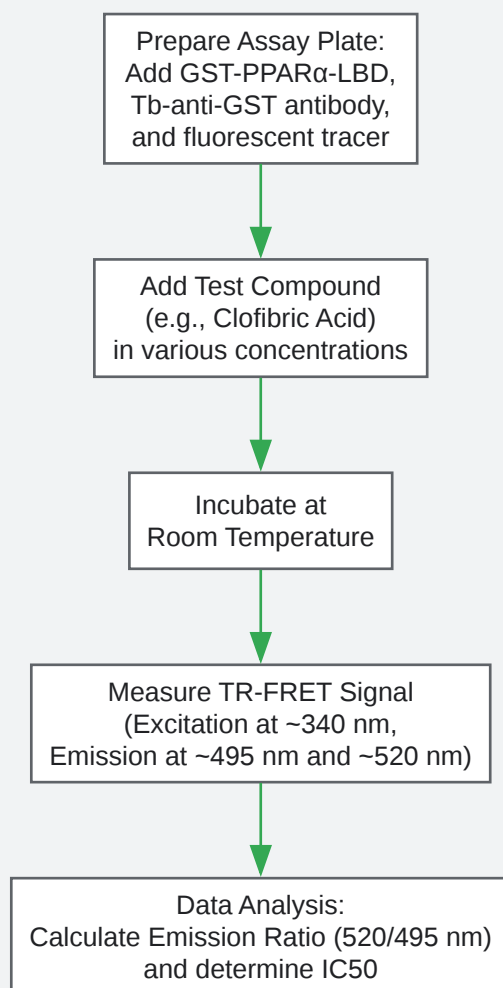 Prepare Assay Plate:
Add GST-PPARα-LBD,
Tb-anti-GST antibody,
and fluorescent tracer
Add Test Compound
(e.g., Clofibric Acid)
in various concentrations
Incubate at
Room Temperature
Measure TR-FRET Signal
(Excitation at ~340 nm,
Emission at ~495 nm and ~520 nm)
Data Analysis:
Calculate Emission Ratio (520/495 nm)
and determine IC50